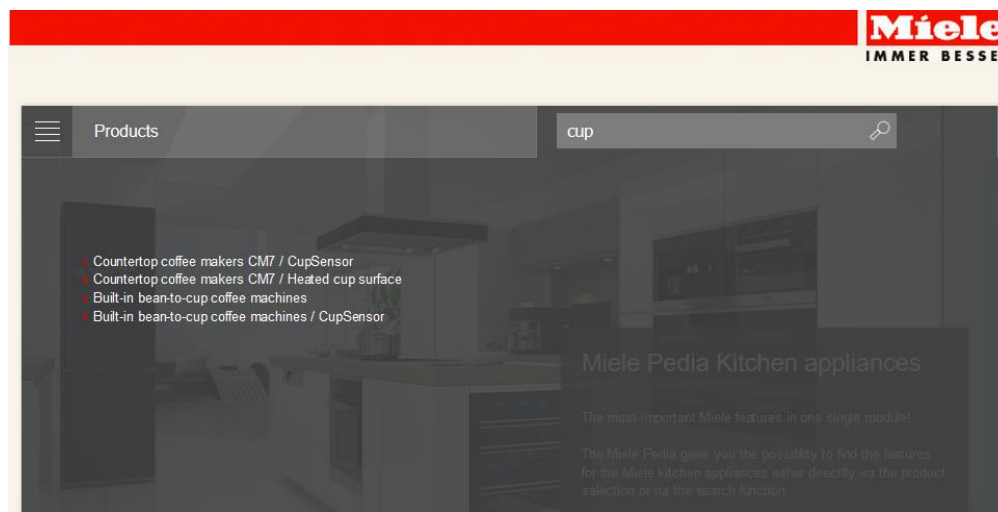 Miele
IMMER BESSE
Products
cup
Countertop coffee makers CM7 / CupSensor
Countertop coffee makers CM7 / Heated cup surface
Built-in bean-to-cup coffee machines
Built-in bean-to-cup coffee machines / CupSensor
Miele Pedia Kitchen appliances
The most important Miele features in one single module!
The Miele Pedia gives you the possiblity to find the features
for the Miele kitchen appliances either directtly via the product
selection or via the search function.